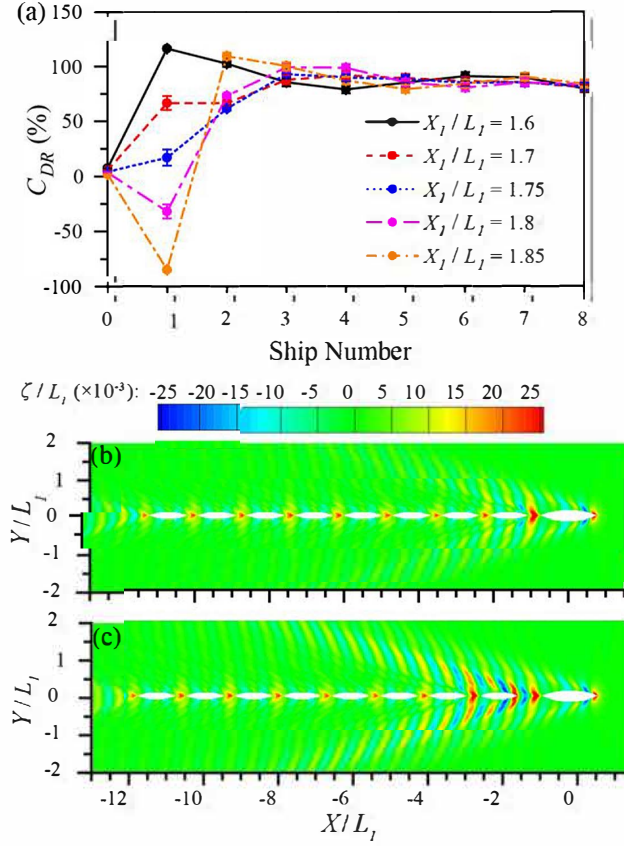 (a)
150
100
50
0
-50
-100
C_DR (%)
X_1 / L_1 = 1.6
X_1 / L_1 = 1.7
X_1 / L_1 = 1.75
X_1 / L_1 = 1.8
X_1 / L_1 = 1.85
0 1 2 3 4 5 6 7 8
Ship Number
ζ / L_1 (×10⁻³): -25 -20 -15 -10 -5 0 5 10 15 20 25
(b)
2
1
0
-1
-2
Y / L_1
(c)
2
1
0
-1
-2
Y / L_1
-12 -10 -8 -6 -4 -2 0
X / L_1